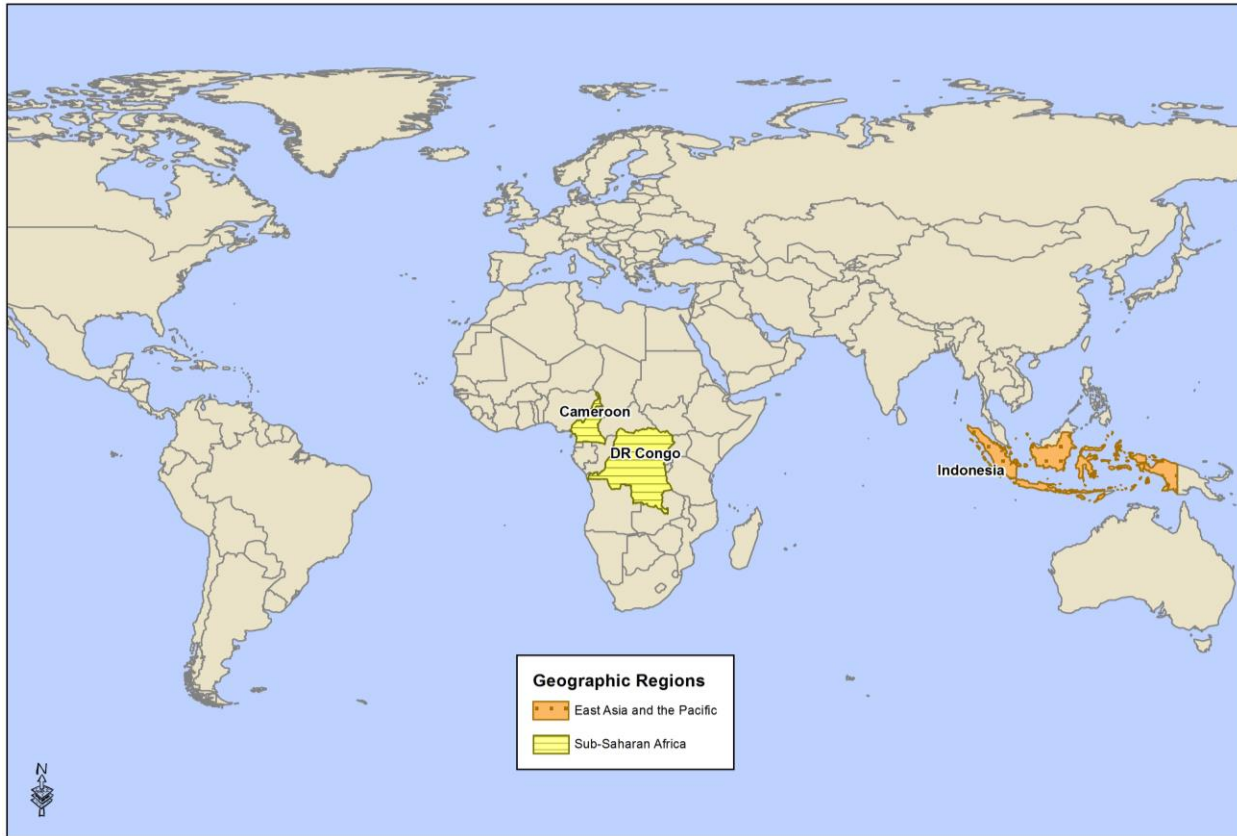 Cameroon
DR Congo
Indonesia
Geographic Regions
East Asia and the Pacific
Sub-Saharan Africa
N